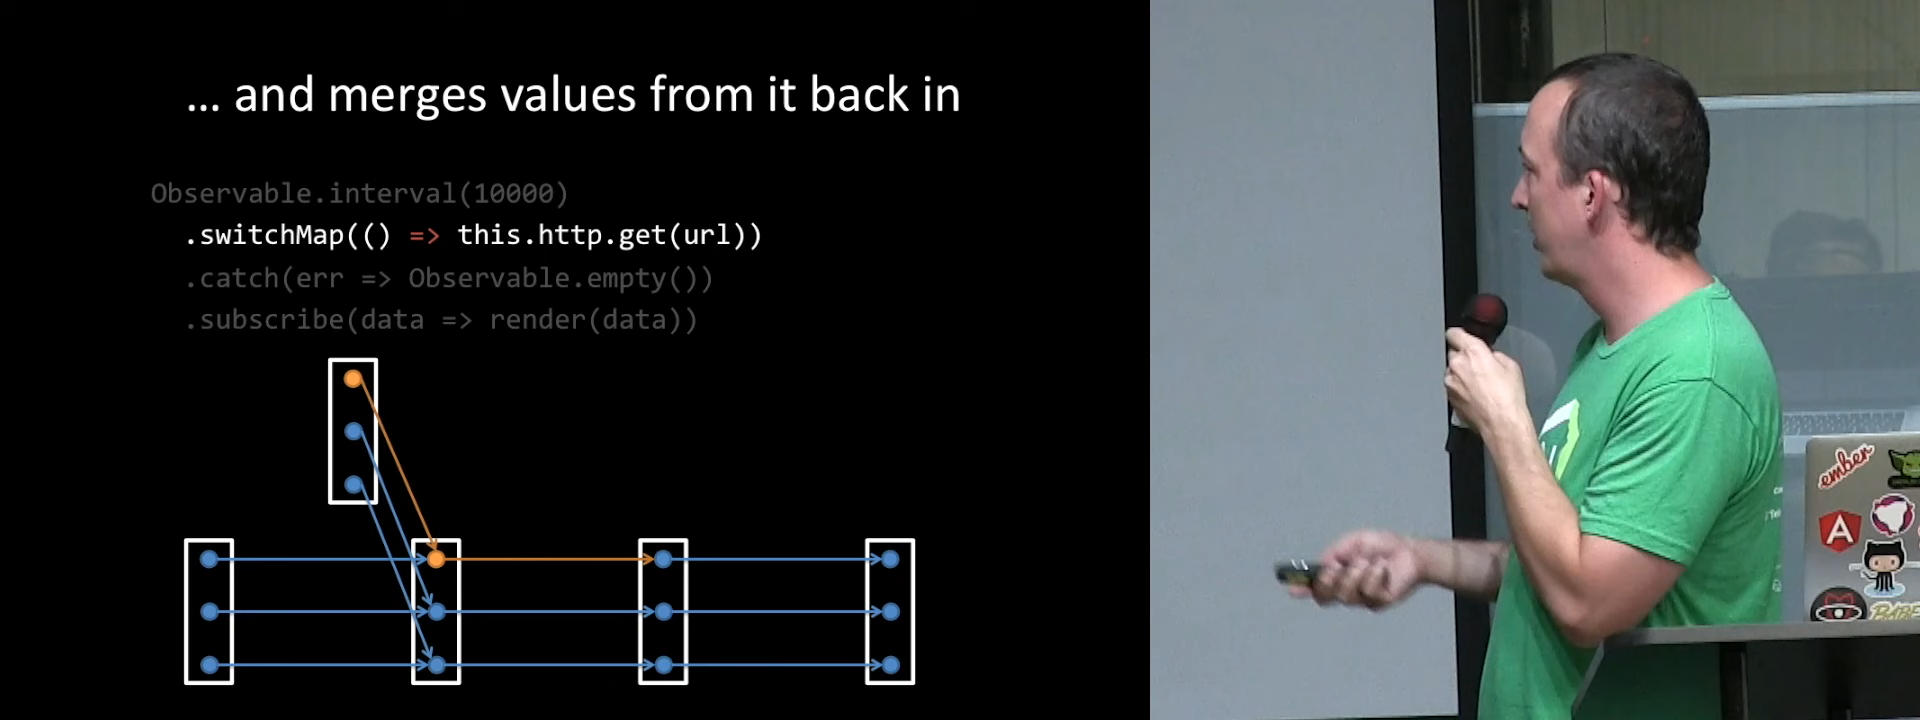 ... and merges values from it back in
Observable.interval(10000)
.switchMap(() => this.http.get(url))
.catch(err => Observable.empty())
.subscribe(data => render(data))
ember
A